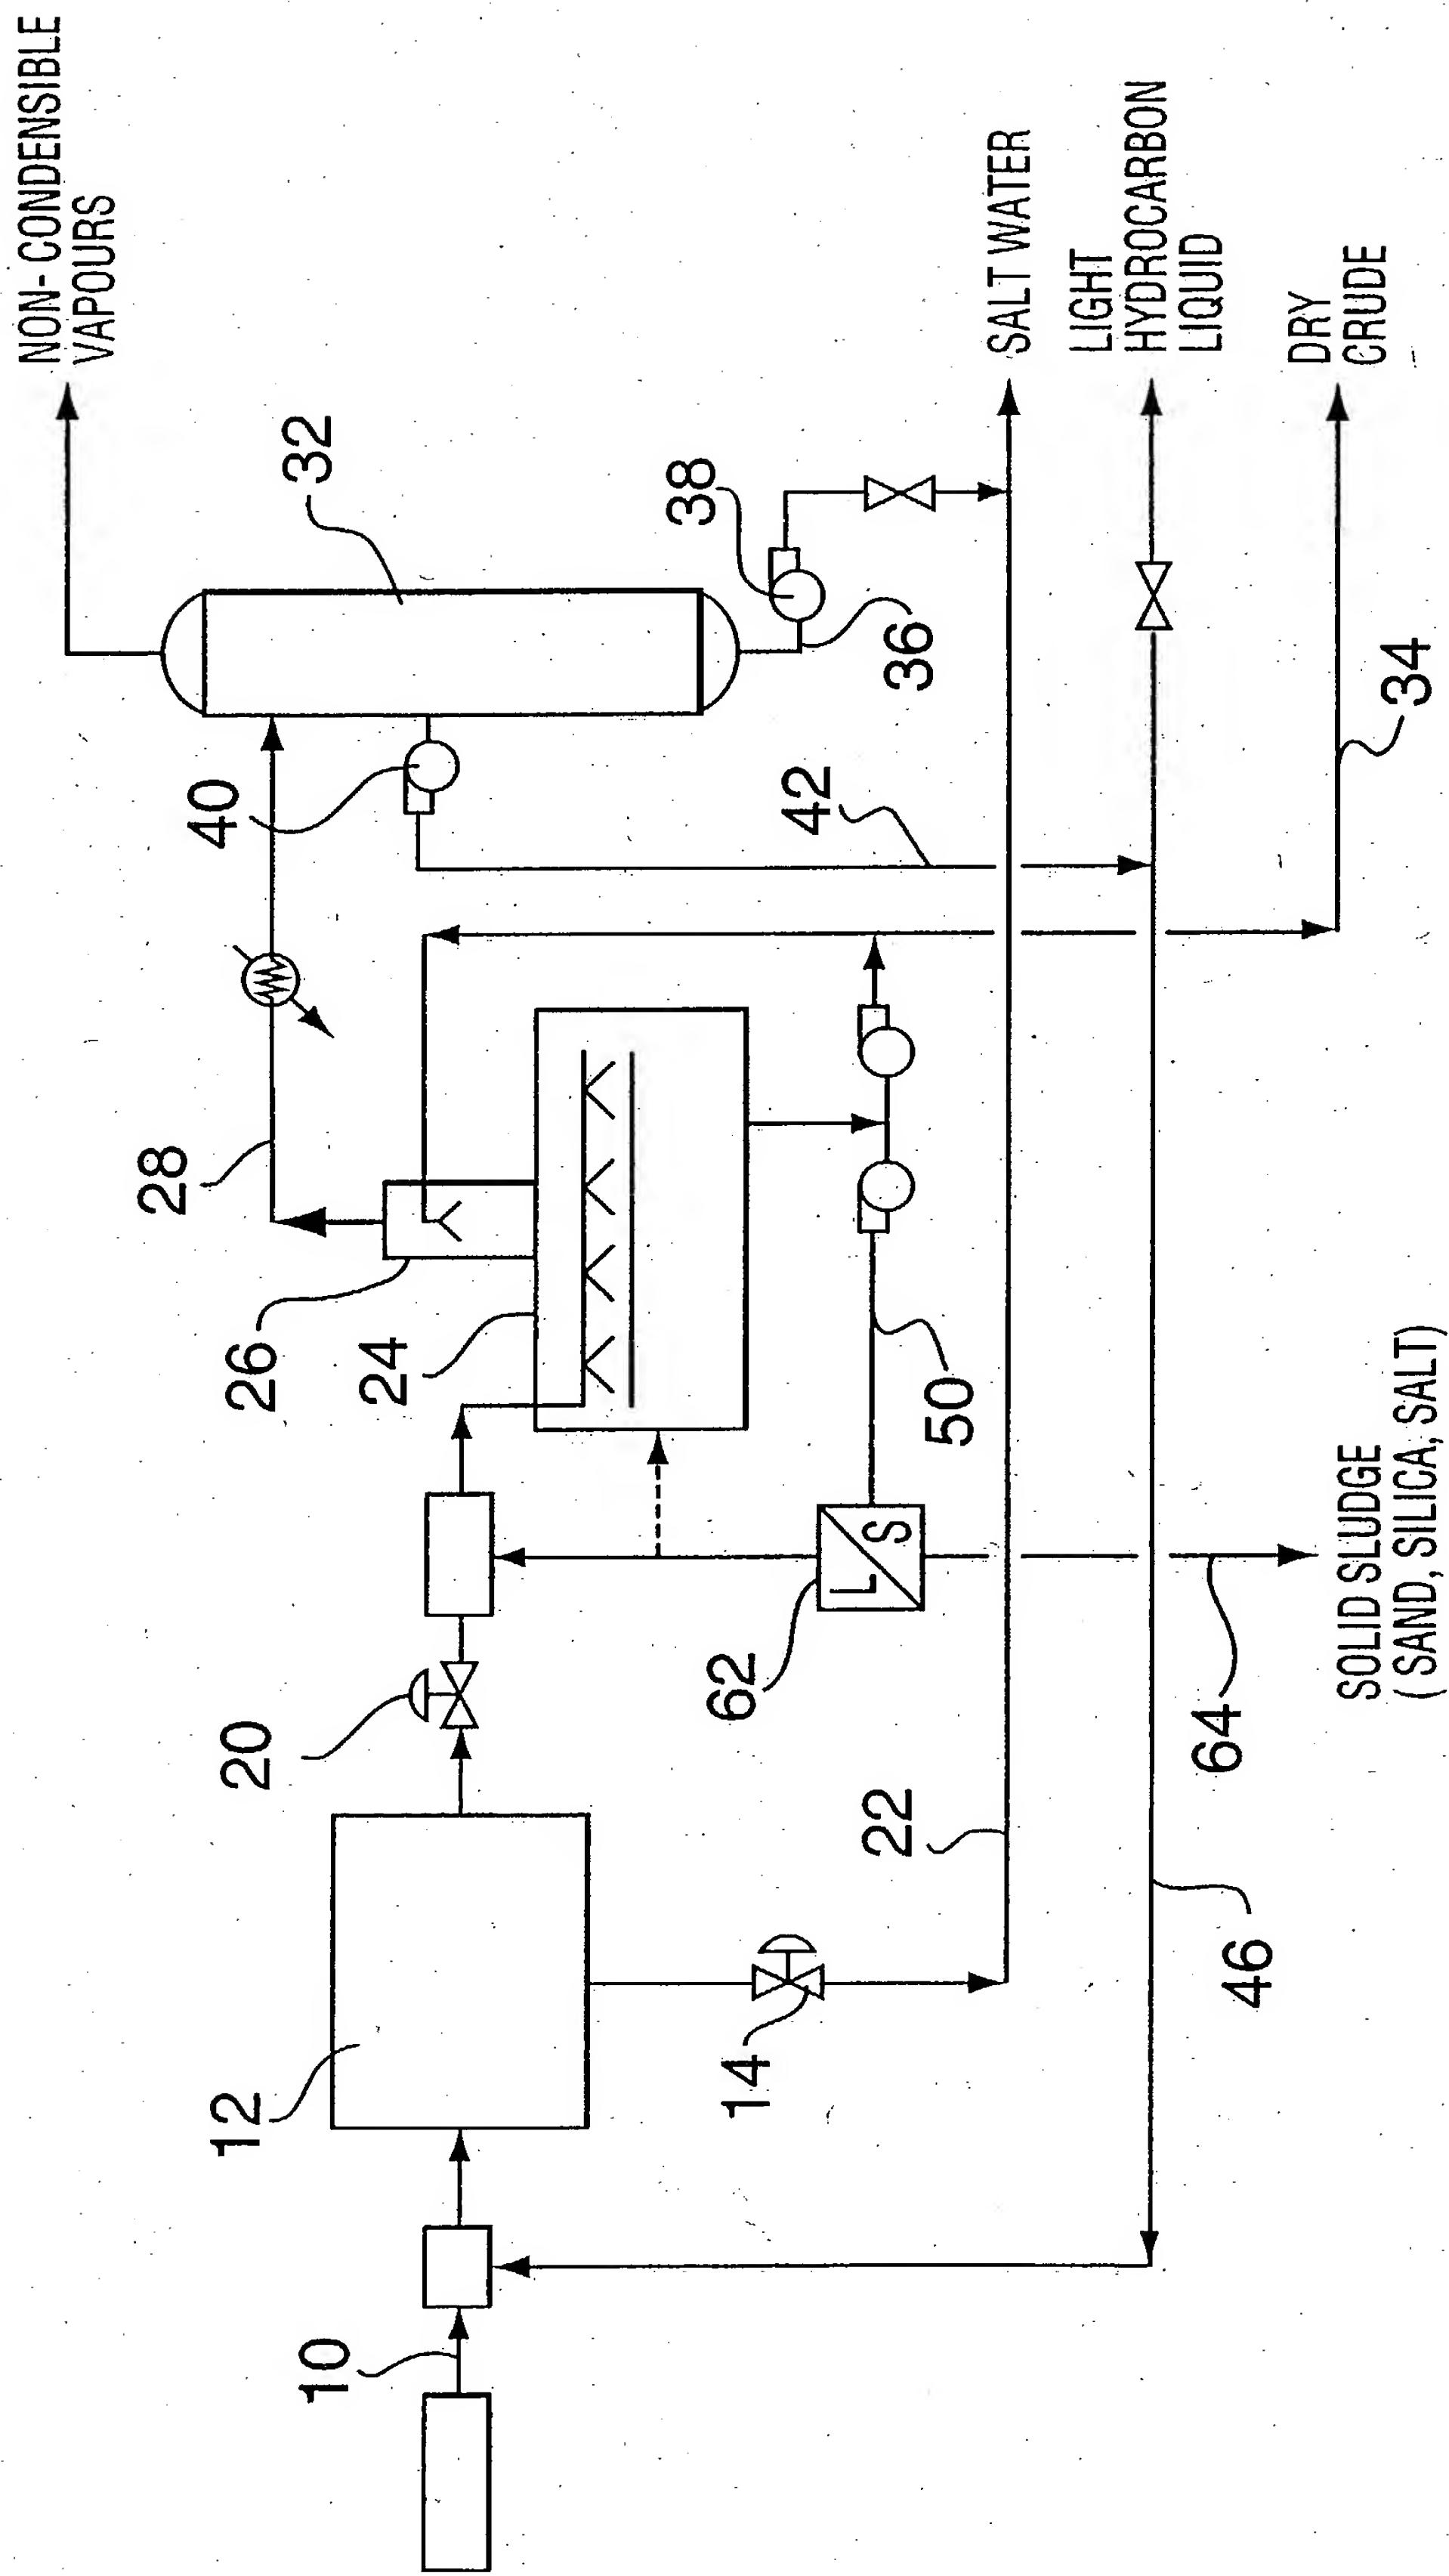 NON-CONDENSIBLE
VAPOURS
32
38
36
40
42
SALT WATER
LIGHT
HYDROCARBON
LIQUID
DRY
CRUDE
34
28
26
24
50
20
62
L
S
SOLID SLUDGE
(SAND, SILICA, SALT)
64
12
14
22
46
10